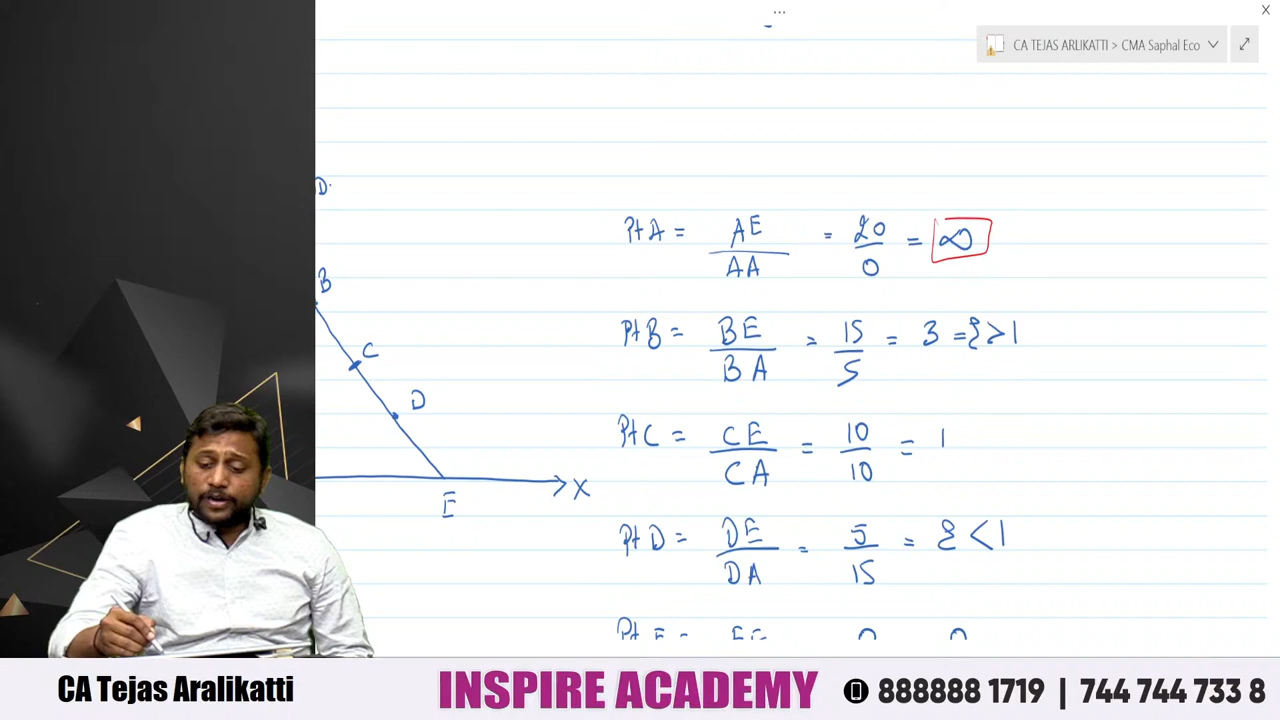 CA TEJAS ARLIKATTI > CMA Saphal Eco
D.
Pt A = AE / AA = 20 / 0 = ∞
B
Pt B = BE / BA = 15 / 5 = 3 = ξ > 1
C
D
Pt C = CE / CA = 10 / 10 = 1
X
E
Pt D = DE / DA = 5 / 15 = ξ < 1
CA Tejas Aralikatti
INSPIRE ACADEMY
888888 1719 | 744 744 733 8